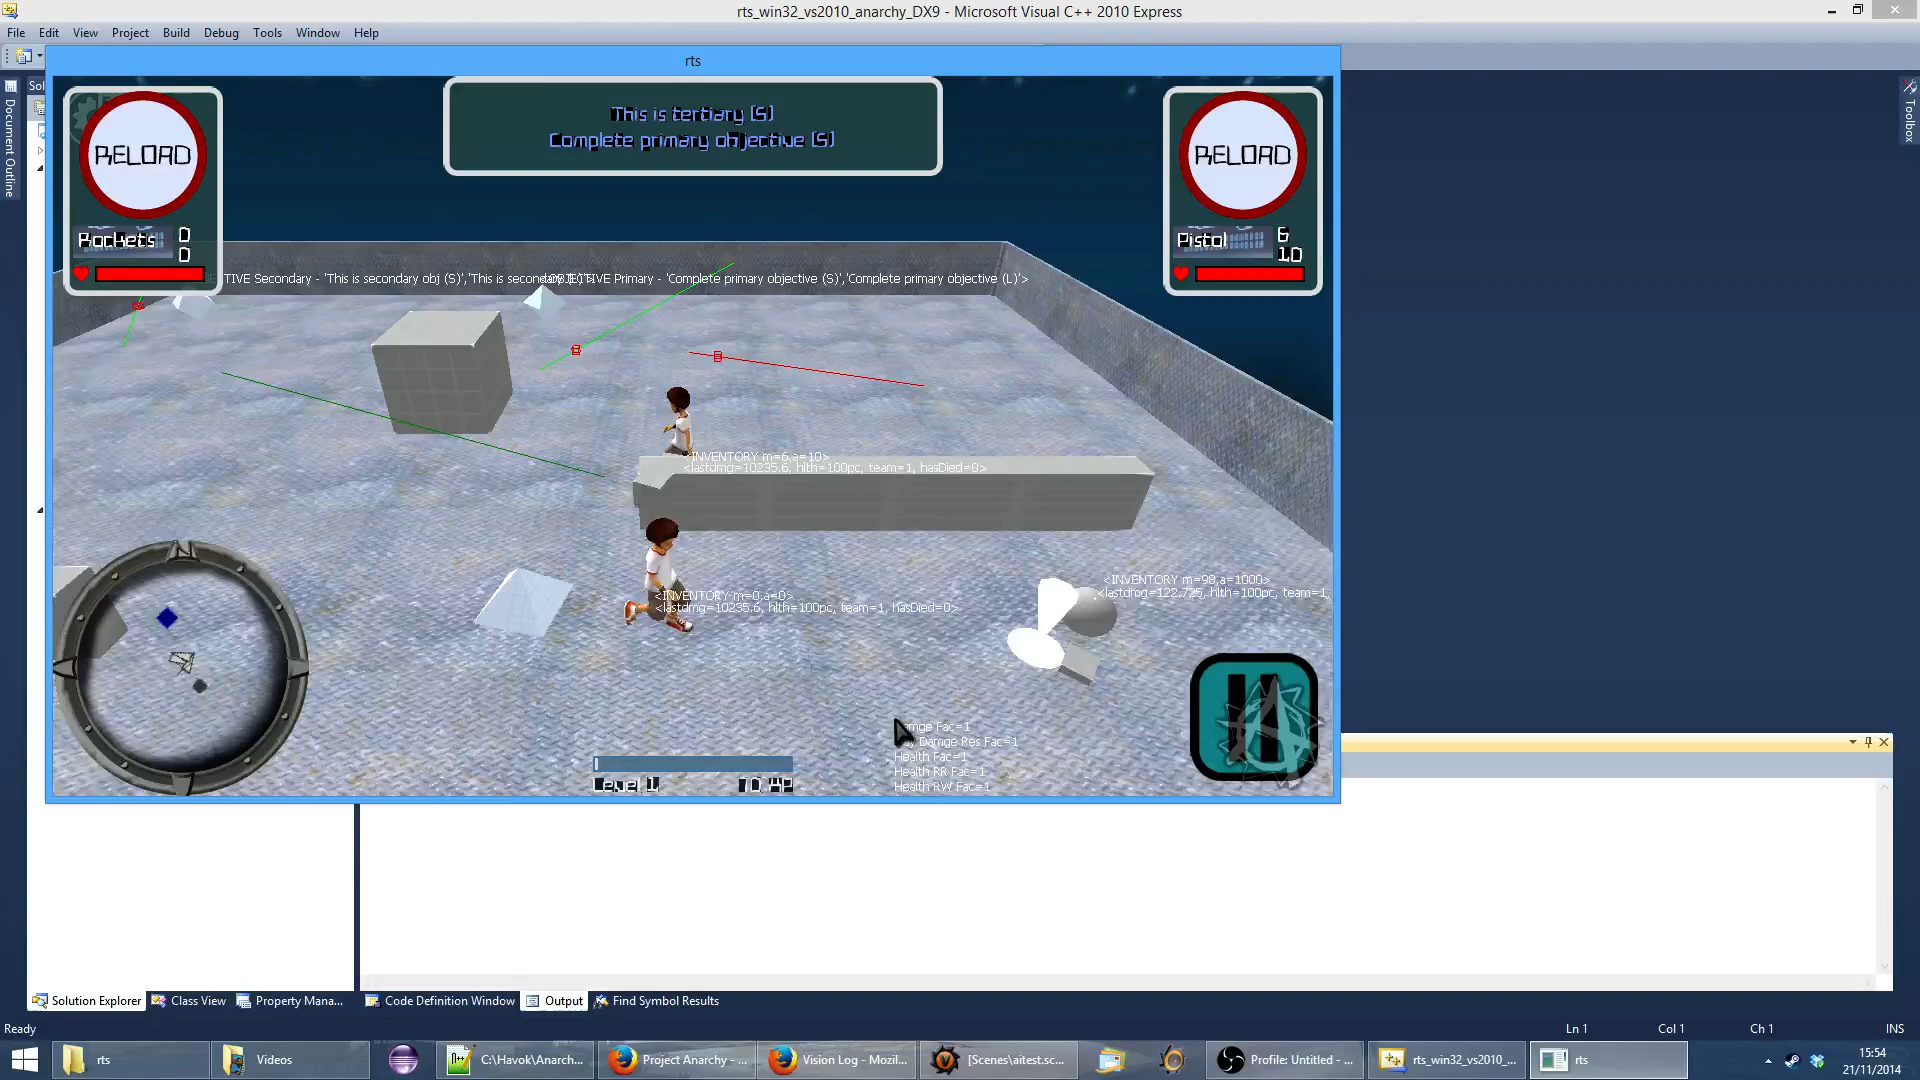 rts_win32_vs2010_anarchy_DX9 - Microsoft Visual C++ 2010 Express
File Edit View Project Build Debug Tools Window Help
rts
Document Outline
Sol
Toolbox
This is tertiary (S)
Complete primary objective (S)
RELOAD
RELOAD
Rockets 0
0
Pistol 6
10
TIVE Secondary - 'This is secondary obj (S)','This is secondary
TIVE Primary - 'Complete primary objective (S)','Complete primary objective (L)'>
<INVENTORY m=6,a=10>
<lastdmg=10235.6, hlth=100pc, team=1, hasDied=0>
<INVENTORY m=98,a=1000>
<lastdmg=122.725, hlth=100pc, team=1,
<INVENTORY m=0,a=0>
<lastdmg=10235.6, hlth=100pc, team=1, hasDied=0>
Fac=1
Damge Res Fac=1
Health Fac=1
Health RR Fac=1
Health RW Fac=1
Level 1
Solution Explorer Class View Property Mana... Code Definition Window Output Find Symbol Results
Ready Ln 1 Col 1 Ch 1 INS
rts Videos C:\Havok\Anarch... Project Anarchy - ... Vision Log - Mozil... [Scenes\aitest.sc... Profile: Untitled - ... rts_win32_vs2010_... rts
15:54
21/11/2014